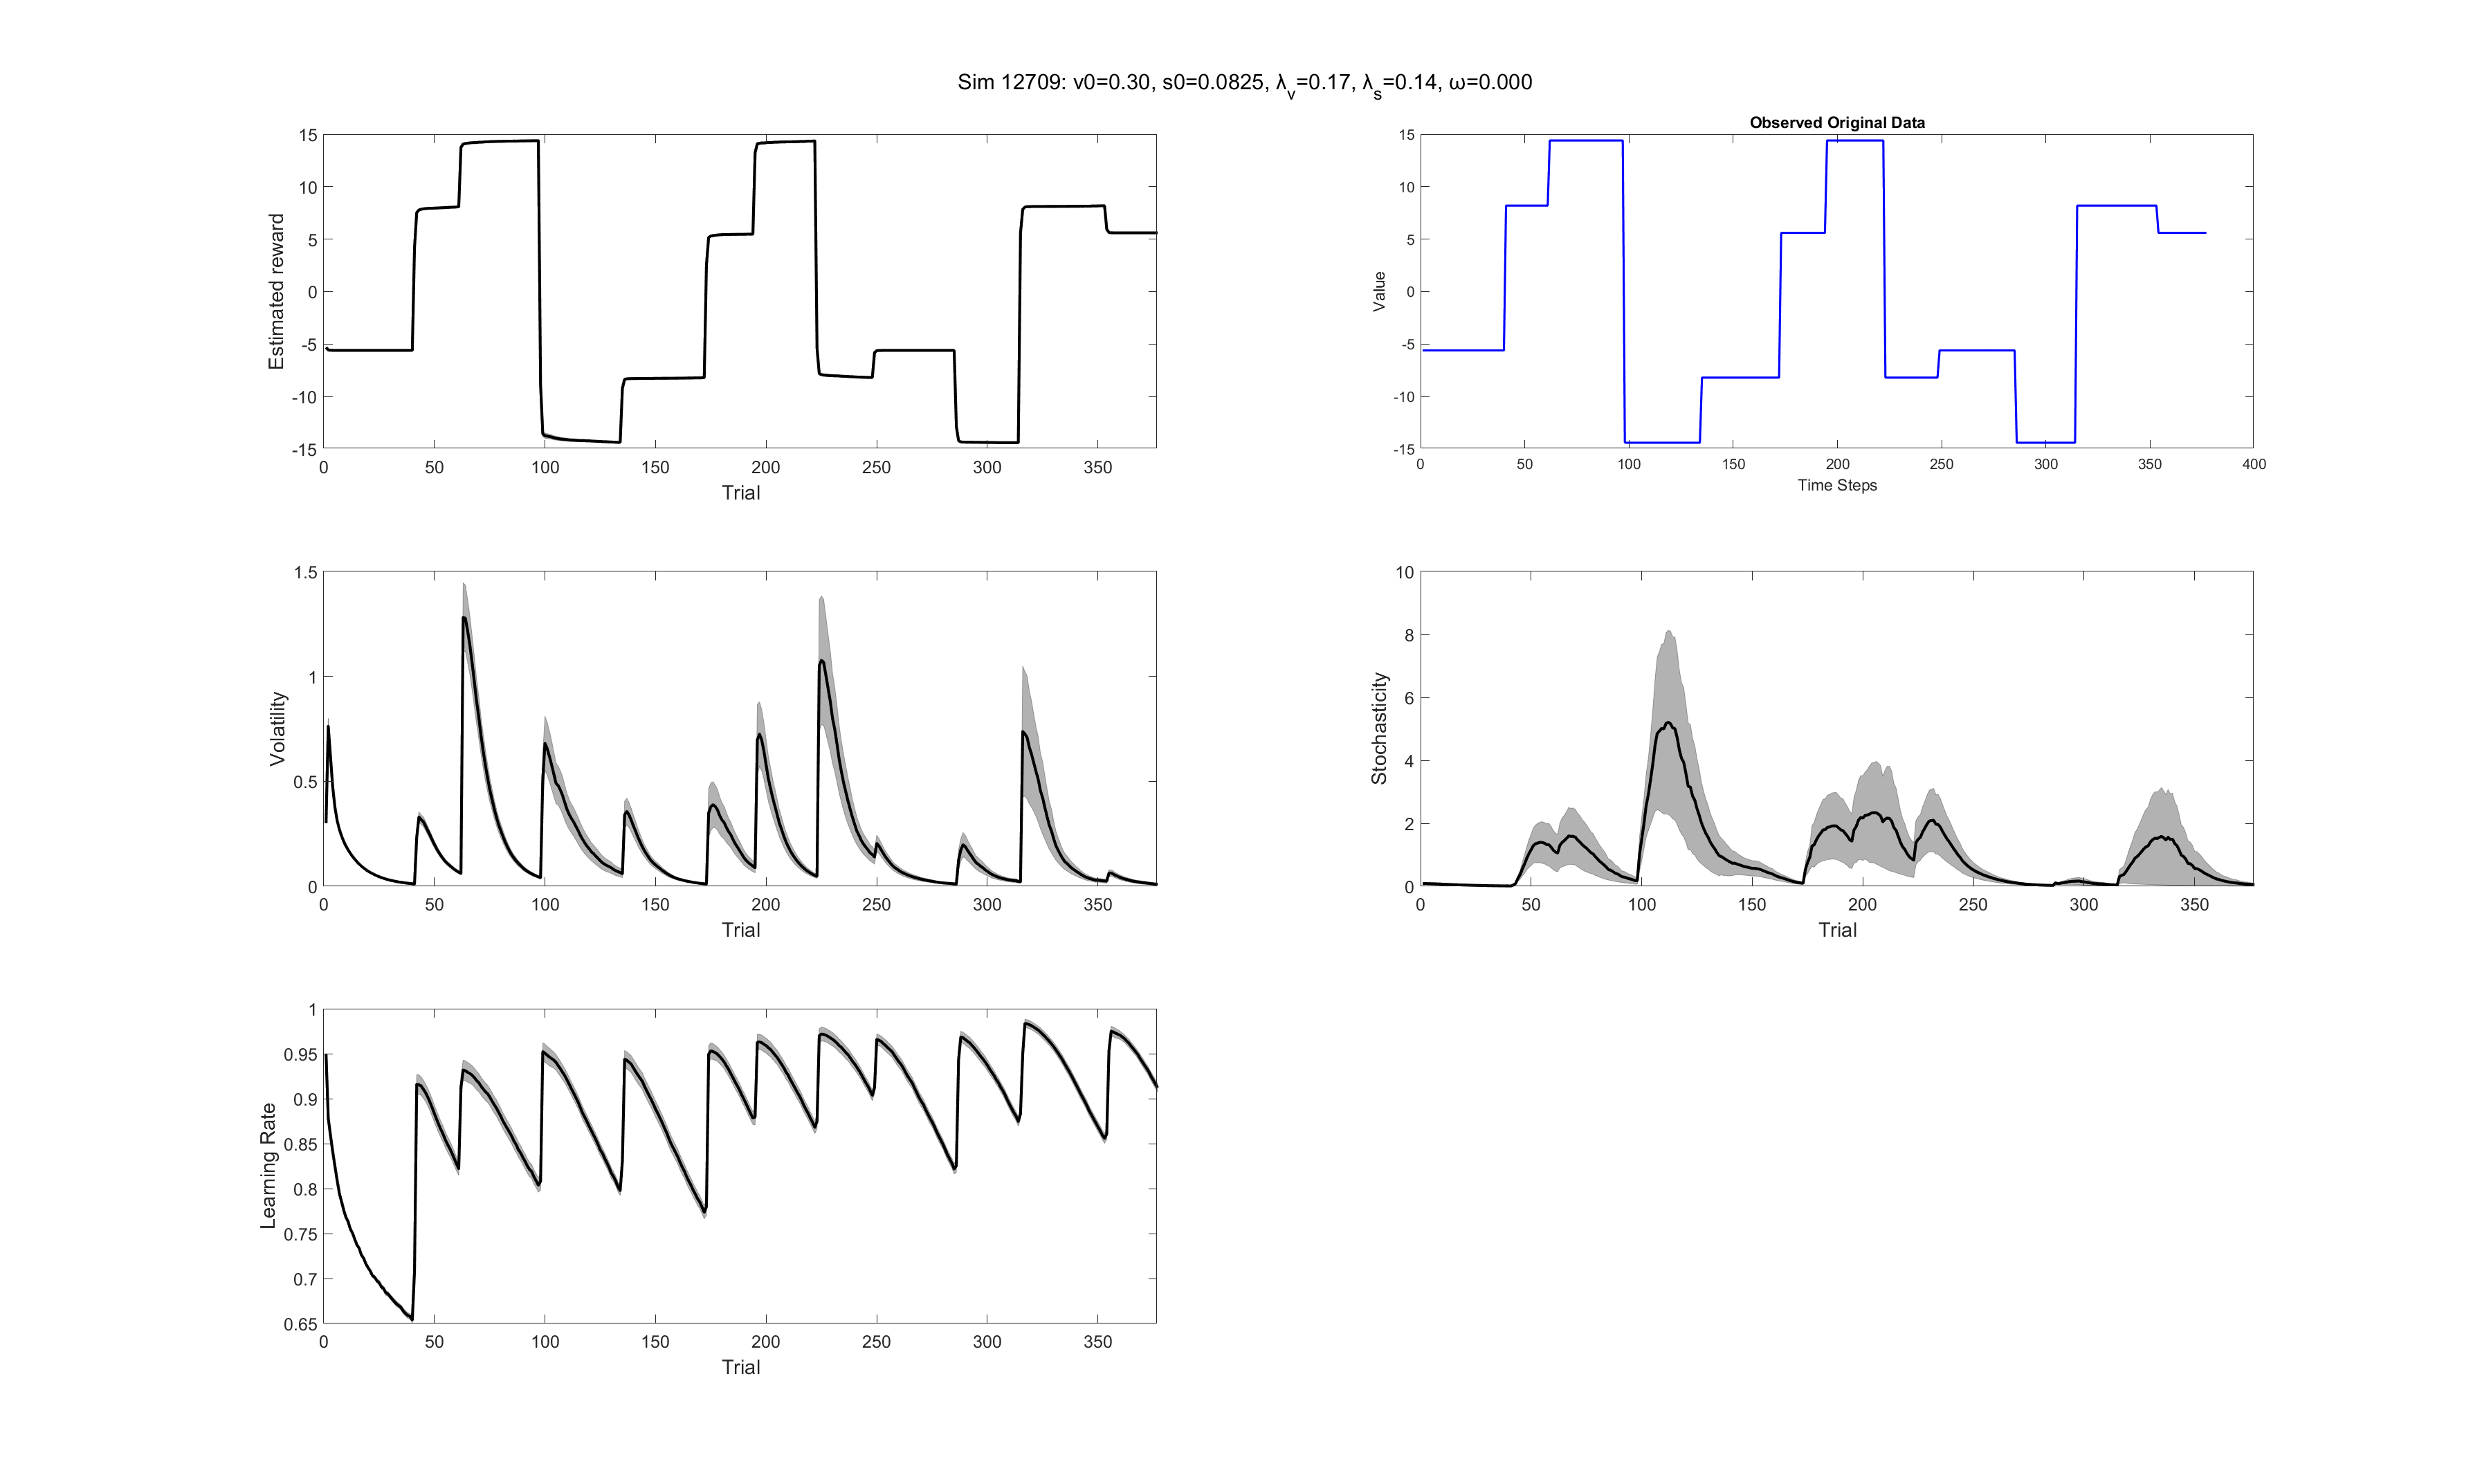 Sim 12709: v0=0.30, s0=0.0825, λv=0.17, λs=0.14, ω=0.000
Estimated reward
15
10
5
0
-5
-10
-15
0 50 100 150 200 250 300 350
Trial
Observed Original Data
Value
15
10
5
0
-5
-10
-15
0 50 100 150 200 250 300 350 400
Time Steps
Volatility
1.5
1
0.5
0
0 50 100 150 200 250 300 350
Trial
Stochasticity
10
8
6
4
2
0
0 50 100 150 200 250 300 350
Trial
Learning Rate
1
0.95
0.9
0.85
0.8
0.75
0.7
0.65
0 50 100 150 200 250 300 350
Trial